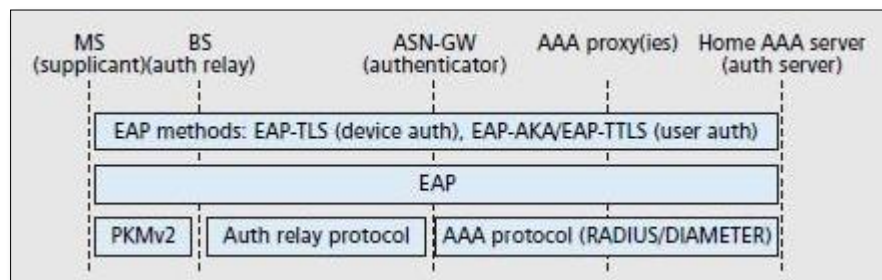 MS BS ASN-GW AAA proxy(ies) Home AAA server
(supplicant)(auth relay) (authenticator) (auth server)
EAP methods: EAP-TLS (device auth), EAP-AKA/EAP-TTLS (user auth)
EAP
PKMv2 Auth relay protocol AAA protocol (RADIUS/DIAMETER)